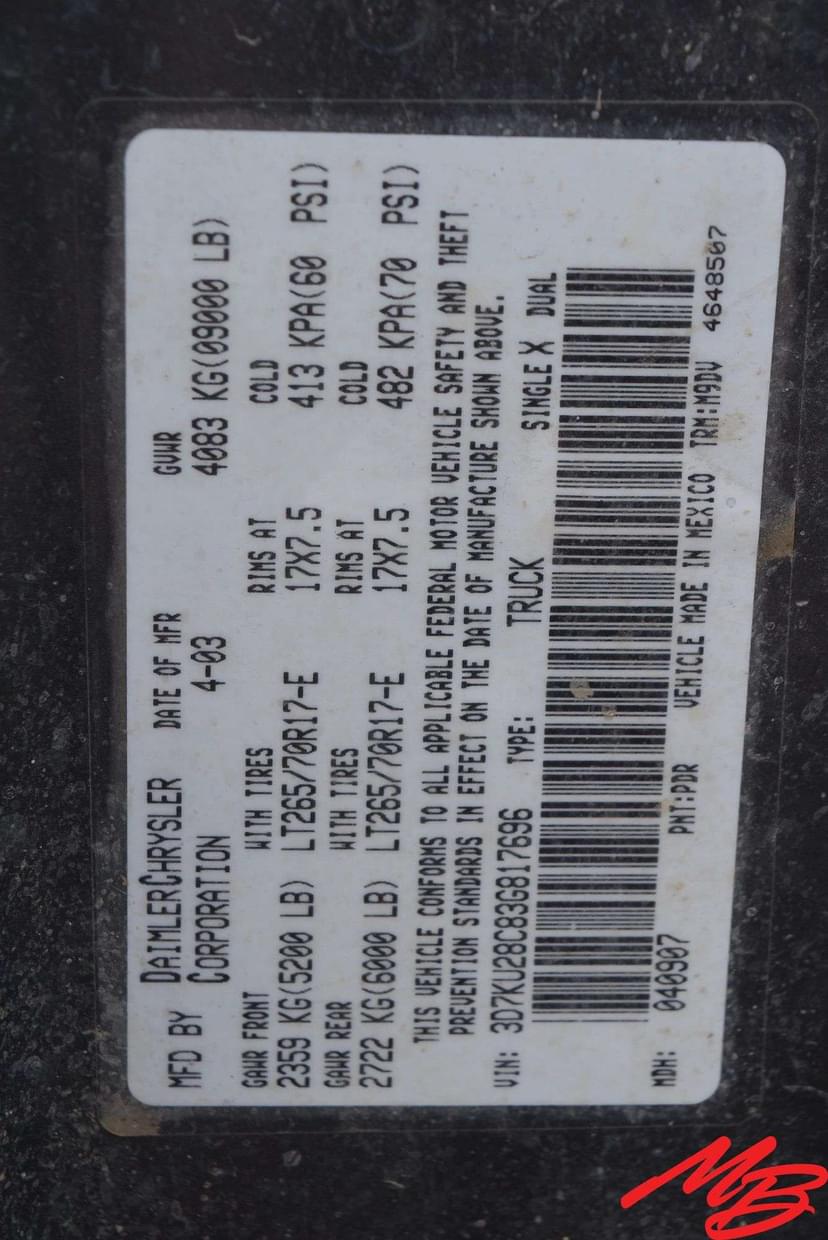 MFD BY DAIMLERCHRYSLER CORPORATION DATE OF MFR 4-03 GVWR 4083 KG(09000 LB)
GAWR FRONT WITH TIRES RIMS AT COLD
2359 KG(5200 LB) LT265/70R17-E 17X7.5 413 KPA(60 PSI)
GAWR REAR WITH TIRES RIMS AT COLD
2722 KG(6000 LB) LT265/70R17-E 17X7.5 482 KPA(70 PSI)
THIS VEHICLE CONFORMS TO ALL APPLICABLE FEDERAL MOTOR VEHICLE SAFETY AND THEFT
PREVENTION STANDARDS IN EFFECT ON THE DATE OF MANUFACTURE SHOWN ABOVE.
VIN: 3D7KU28C83G817696 TYPE: TRUCK SINGLE X DUAL
MDH: 040907 PNT:PDR VEHICLE MADE IN MEXICO TRM:M9DV 4648507
MB